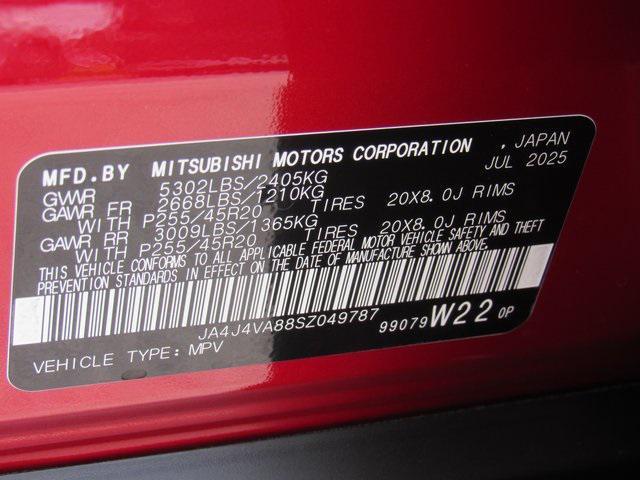 MFD.BY MITSUBISHI MOTORS CORPORATION , JAPAN
JUL 2025
GVWR 5302LBS/2405KG
GAWR FR 2668LBS/1210KG
WITH P255/45R20 TIRES 20X8.0J RIMS
GAWR RR 3009LBS/1365KG
WITH P255/45R20 TIRES 20X8.0J RIMS
THIS VEHICLE CONFORMS TO ALL APPLICABLE FEDERAL MOTOR VEHICLE SAFETY AND THEFT
PREVENTION STANDARDS IN EFFECT ON THE DATE OF MANUFACTURE SHOWN ABOVE.
JA4J4VA88SZ049787
99079 W22 0P
VEHICLE TYPE: MPV